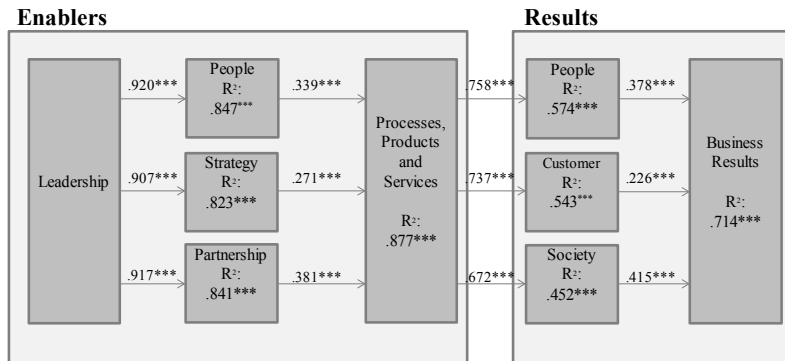 Enablers
Results
Leadership
.920***
.907***
.917***
People
R²:
.847***
Strategy
R²:
.823***
Partnership
R²:
.841***
.339***
.271***
.381***
Processes,
Products
and
Services
R²:
.877***
.758***
.737***
.672***
People
R²:
.574***
Customer
R²:
.543***
Society
R²:
.452***
.378***
.226***
.415***
Business
Results
R²:
.714***